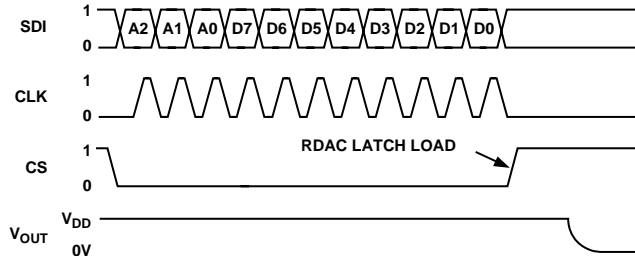 SDI 1 0 A2 A1 A0 D7 D6 D5 D4 D3 D2 D1 D0
CLK 1 0
CS 1 0 RDAC LATCH LOAD
VOUT VDD 0V